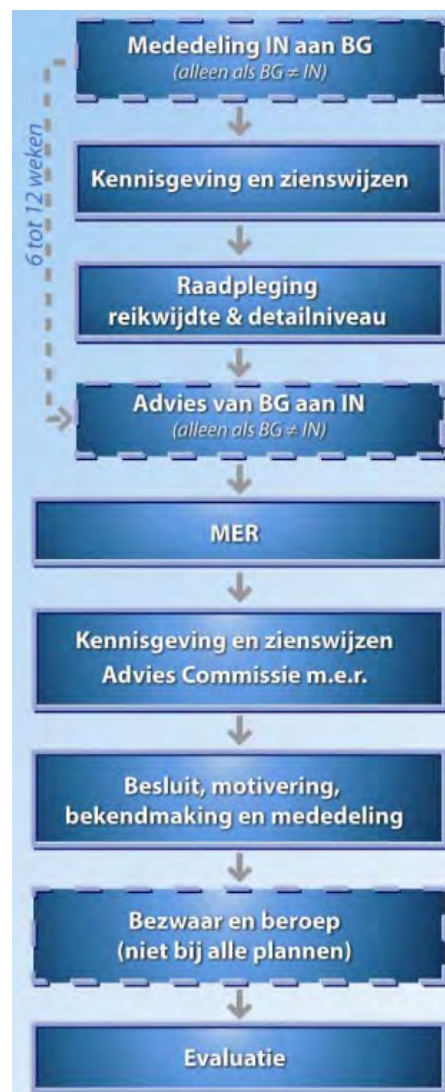 Mededeling IN aan BG
(alleen als BG ≠ IN)
6 tot 12 weken
Kennisgeving en zienswijzen
Raadpleging
reikwijdte & detailniveau
Advies van BG aan IN
(alleen als BG ≠ IN)
MER
Kennisgeving en zienswijzen
Advies Commissie m.e.r.
Besluit, motivering,
bekendmaking en mededeling
Bezwaar en beroep
(niet bij alle plannen)
Evaluatie